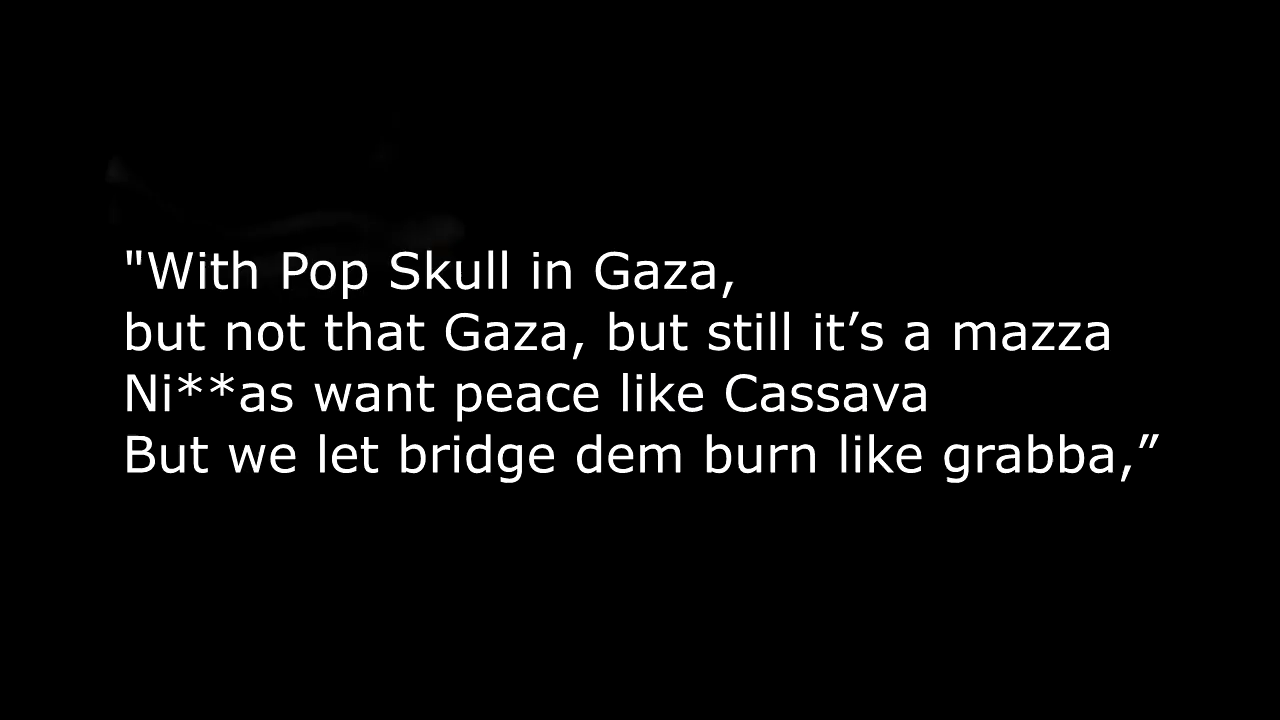 "With Pop Skull in Gaza,
but not that Gaza, but still it’s a mazza
Ni**as want peace like Cassava
But we let bridge dem burn like grabba,”